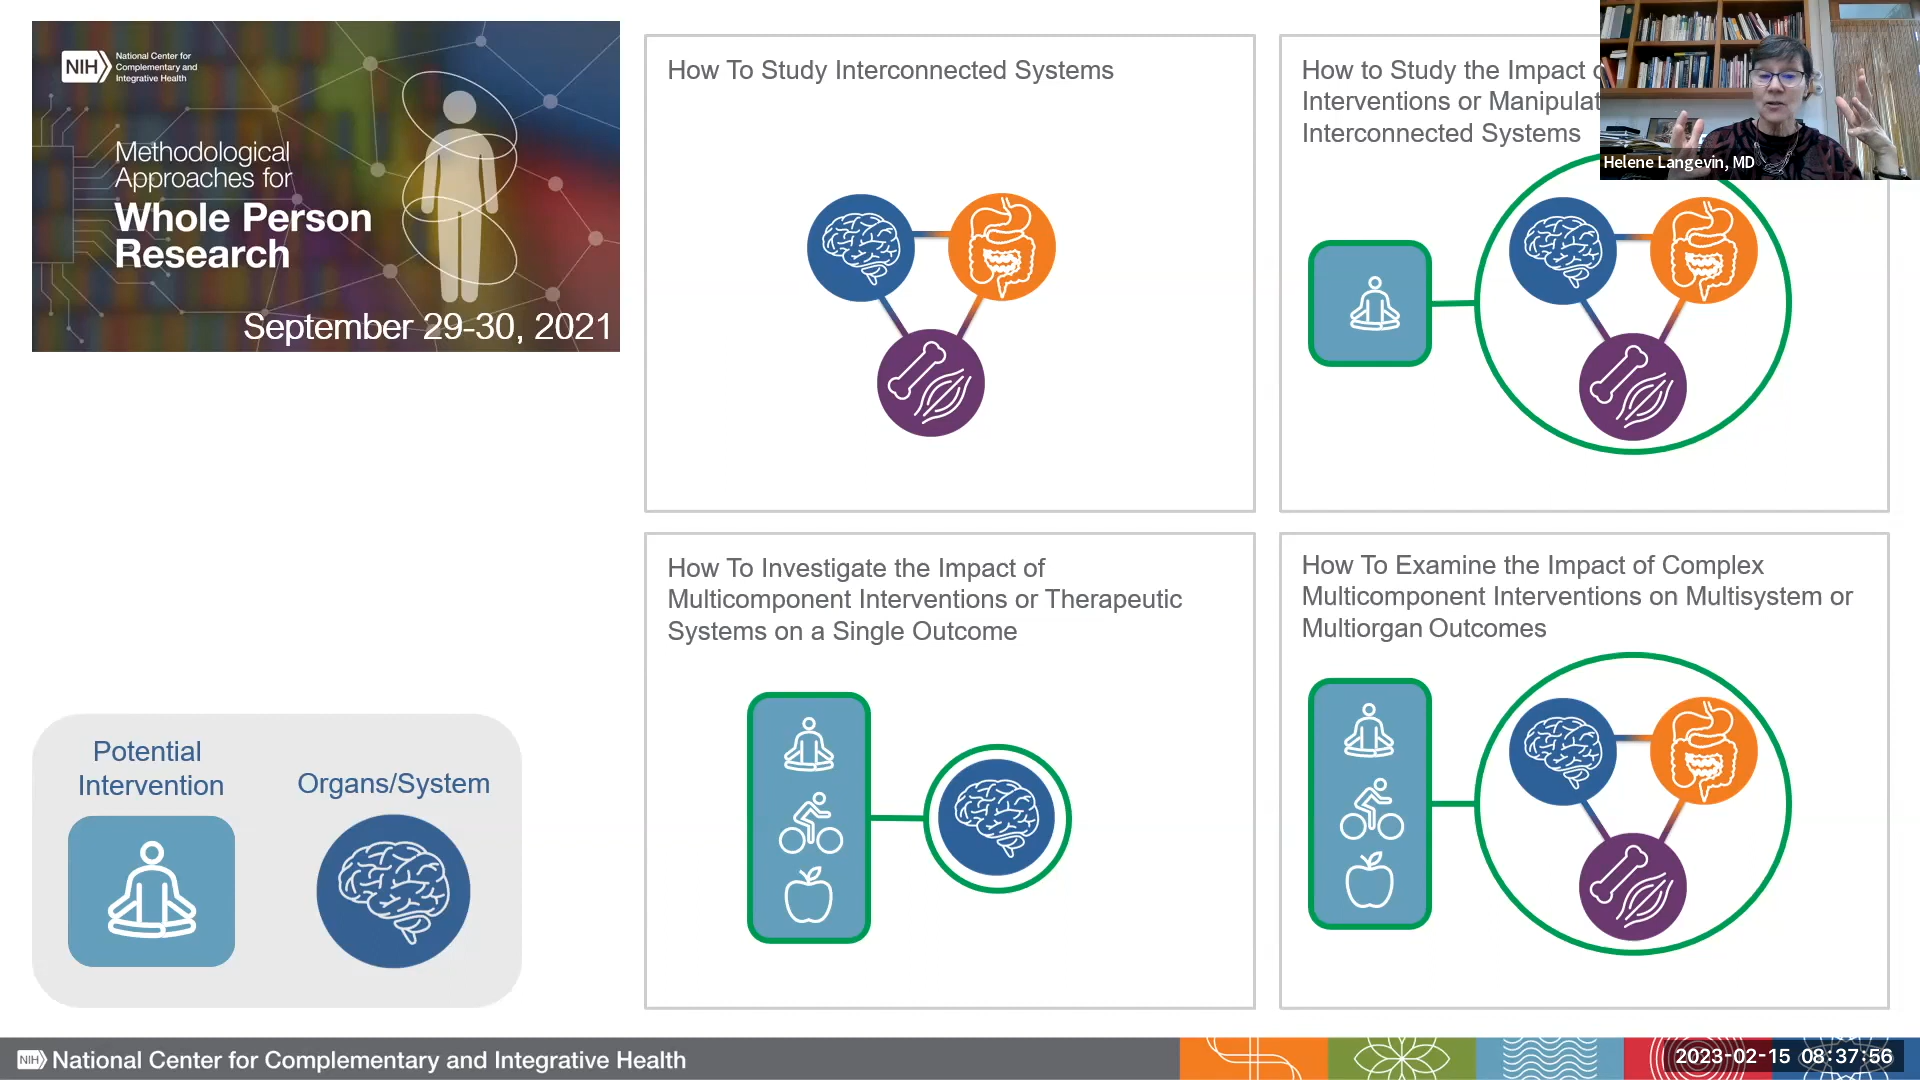 NIH
National Center for
Complementary and
Integrative Health
Methodological
Approaches for
Whole Person
Research
September 29-30, 2021
How To Study Interconnected Systems
How to Study the Impact
Interventions or
Interconnected Systems
Helene Langevin, MD
How To Investigate the Impact of
Multicomponent Interventions or Therapeutic
Systems on a Single Outcome
How To Examine the Impact of Complex
Multicomponent Interventions on Multisystem or
Multiorgan Outcomes
Potential
Intervention
Organs/System
NIH National Center for Complementary and Integrative Health
2023-02-15 08:37:56